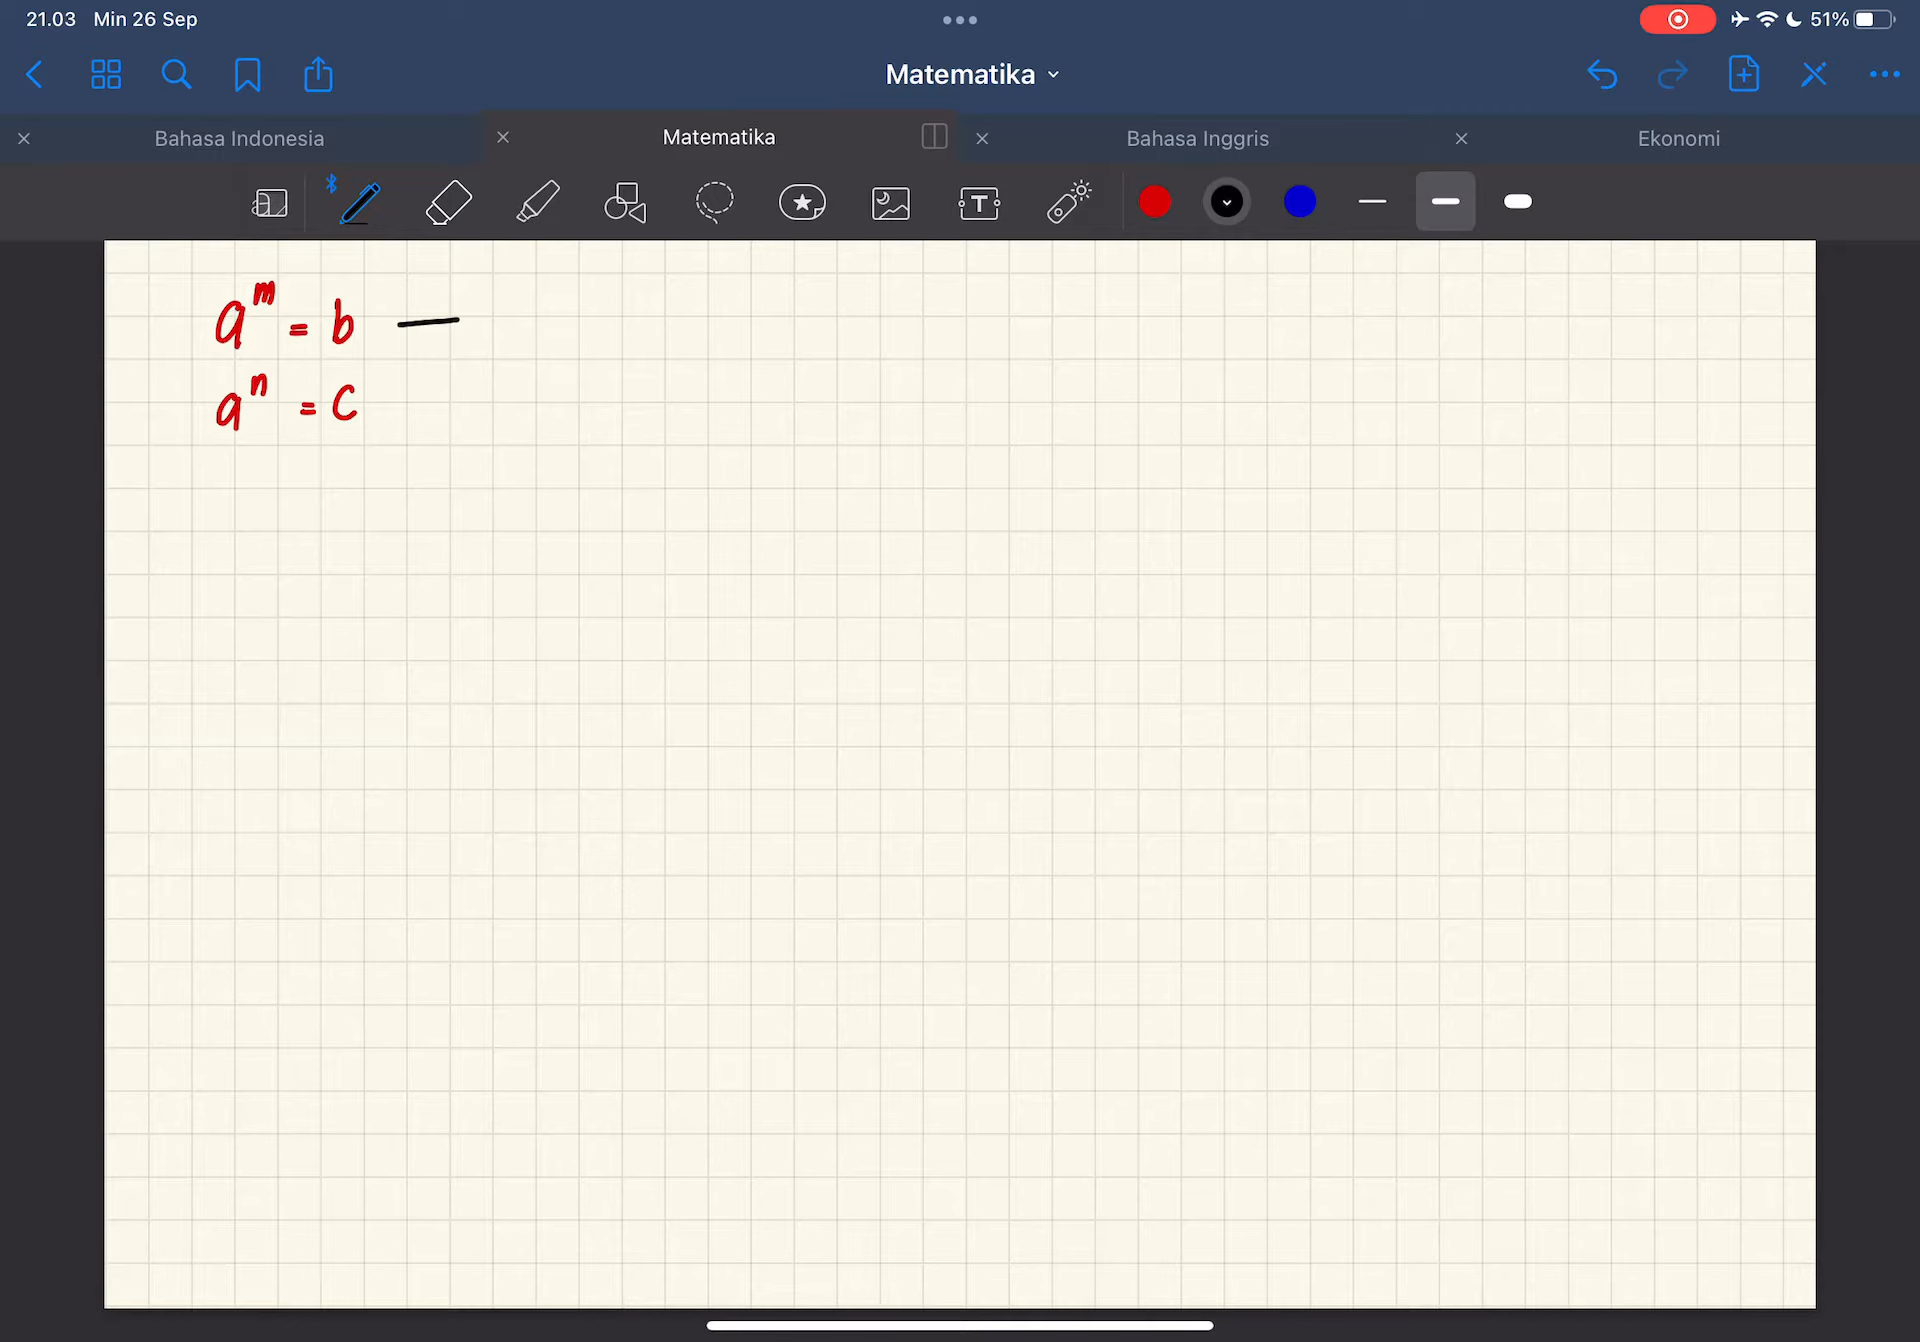 21.03 Min 26 Sep
51%
Matematika
Bahasa Indonesia
Matematika
Bahasa Inggris
Ekonomi
a^m = b —
a^n = c